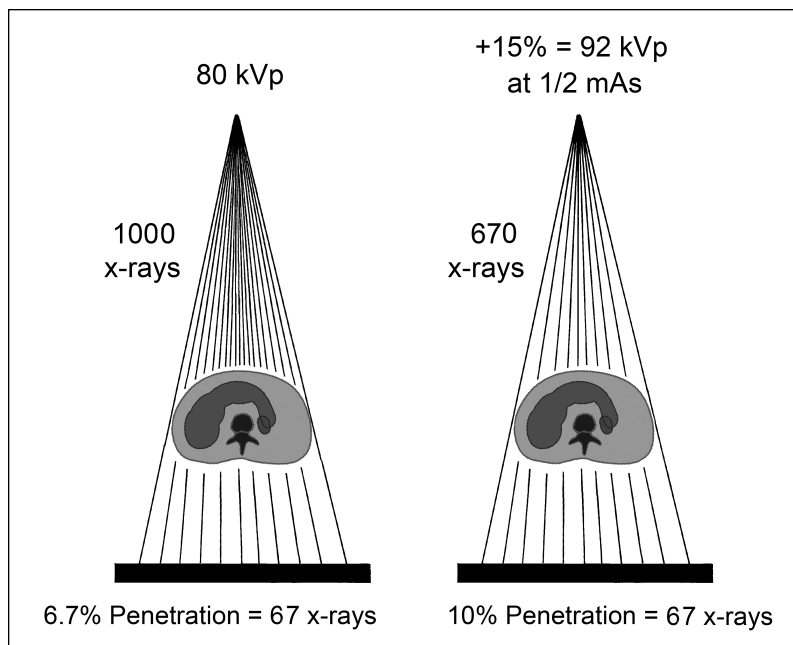 80 kVp
+15% = 92 kVp
at 1/2 mAs
1000
x-rays
670
x-rays
6.7% Penetration = 67 x-rays
10% Penetration = 67 x-rays